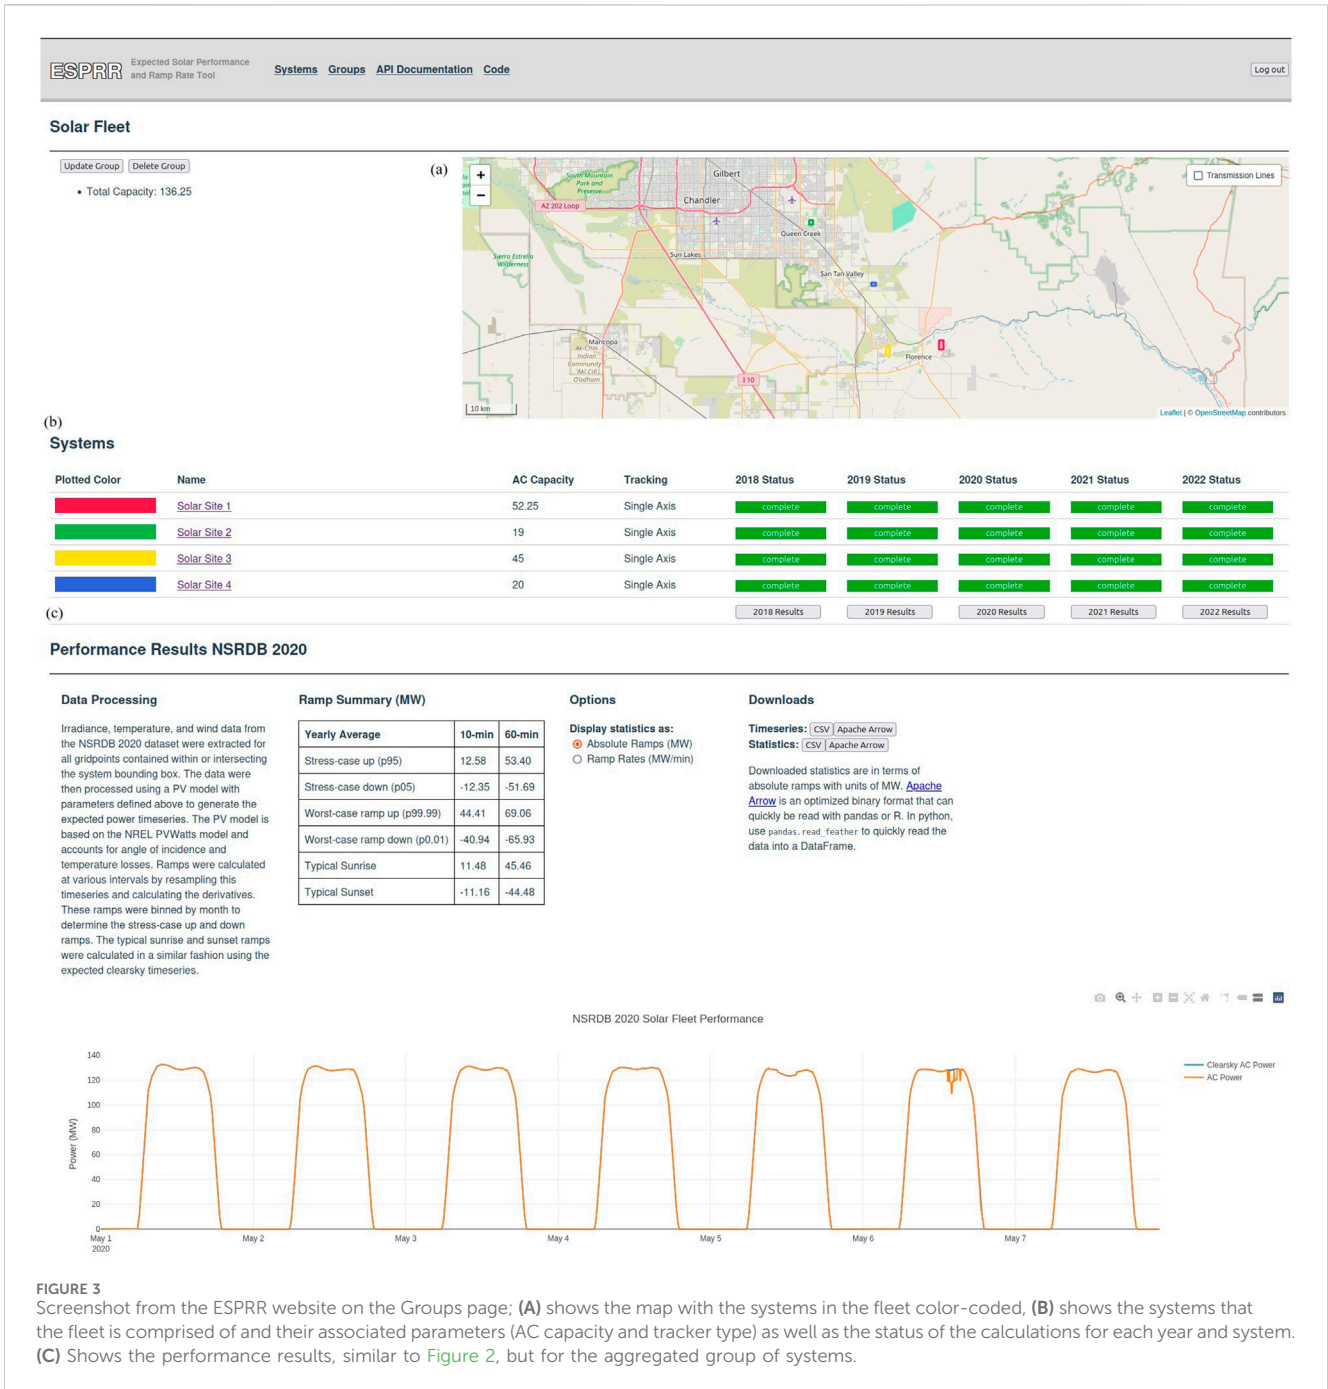 ESPRR
Expected Solar Performance
and Ramp Rate Tool
Systems Groups API Documentation Code
Log out
Solar Fleet
Update Group Delete Group
• Total Capacity: 136.25
(a)
+
−
Transmission Lines
South Mountain
Park and
Preserve
Gilbert
Chandler
AZ 202 Loop
Queen Creek
Sun Lakes
Sierra Estrella
Wilderness
San Tan Valley
Maricopa
Ak-Chin
Indian
Community
O'odham
Florence
I 10
10 km
Leaflet | © OpenStreetMap contributors
(b)
Systems
Plotted Color Name AC Capacity Tracking 2018 Status 2019 Status 2020 Status 2021 Status 2022 Status
Solar Site 1 52.25 Single Axis complete complete complete complete complete
Solar Site 2 19 Single Axis complete complete complete complete complete
Solar Site 3 45 Single Axis complete complete complete complete complete
Solar Site 4 20 Single Axis complete complete complete complete complete
(c)
2018 Results 2019 Results 2020 Results 2021 Results 2022 Results
Performance Results NSRDB 2020
Data Processing
Irradiance, temperature, and wind data from
the NSRDB 2020 dataset were extracted for
all gridpoints contained within or intersecting
the system bounding box. The data were
then processed using a PV model with
parameters defined above to generate the
expected power timeseries. The PV model is
based on the NREL PVWatts model and
accounts for angle of incidence and
temperature losses. Ramps were calculated
at various intervals by resampling this
timeseries and calculating the derivatives.
These ramps were binned by month to
determine the stress-case up and down
ramps. The typical sunrise and sunset ramps
were calculated in a similar fashion using the
expected clearsky timeseries.
Ramp Summary (MW)
Yearly Average 10-min 60-min
Stress-case up (p95) 12.58 53.40
Stress-case down (p05) -12.35 -51.69
Worst-case ramp up (p99.99) 44.41 69.06
Worst-case ramp down (p0.01) -40.94 -65.93
Typical Sunrise 11.48 45.46
Typical Sunset -11.16 -44.48
Options
Display statistics as:
Absolute Ramps (MW)
Ramp Rates (MW/min)
Downloads
Timeseries: CSV Apache Arrow
Statistics: CSV Apache Arrow
Downloaded statistics are in terms of
absolute ramps with units of MW. Apache
Arrow is an optimized binary format that can
quickly be read with pandas or R. In python,
use pandas.read_feather to quickly read the
data into a DataFrame.
NSRDB 2020 Solar Fleet Performance
140
120
100
80
60
40
20
0
Power (MW)
May 1
2020
May 2
May 3
May 4
May 5
May 6
May 7
Clearsky AC Power
AC Power
FIGURE 3
Screenshot from the ESPRR website on the Groups page; (A) shows the map with the systems in the fleet color-coded, (B) shows the systems that
the fleet is comprised of and their associated parameters (AC capacity and tracker type) as well as the status of the calculations for each year and system.
(C) Shows the performance results, similar to Figure 2, but for the aggregated group of systems.